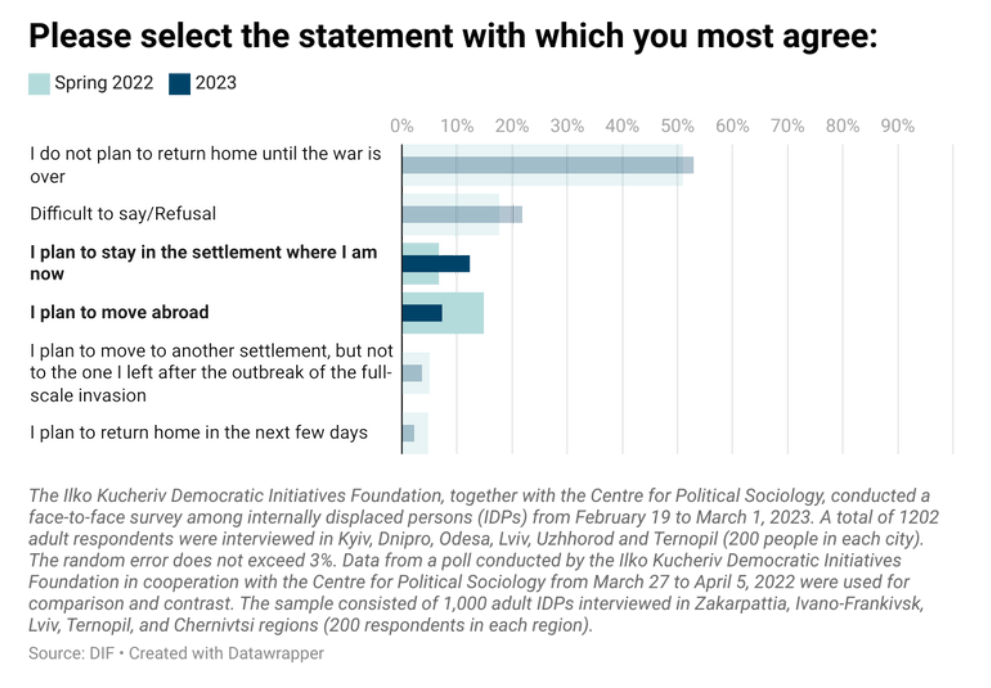 Please select the statement with which you most agree:
Spring 2022 2023
0% 10% 20% 30% 40% 50% 60% 70% 80% 90%
I do not plan to return home until the war is
over
Difficult to say/Refusal
I plan to stay in the settlement where I am
now
I plan to move abroad
I plan to move to another settlement, but not
to the one I left after the outbreak of the full-
scale invasion
I plan to return home in the next few days
The Ilko Kucheriv Democratic Initiatives Foundation, together with the Centre for Political Sociology, conducted a
face-to-face survey among internally displaced persons (IDPs) from February 19 to March 1, 2023. A total of 1202
adult respondents were interviewed in Kyiv, Dnipro, Odesa, Lviv, Uzhhorod and Ternopil (200 people in each city).
The random error does not exceed 3%. Data from a poll conducted by the Ilko Kucheriv Democratic Initiatives
Foundation in cooperation with the Centre for Political Sociology from March 27 to April 5, 2022 were used for
comparison and contrast. The sample consisted of 1,000 adult IDPs interviewed in Zakarpattia, Ivano-Frankivsk,
Lviv, Ternopil, and Chernivtsi regions (200 respondents in each region).
Source: DIF • Created with Datawrapper